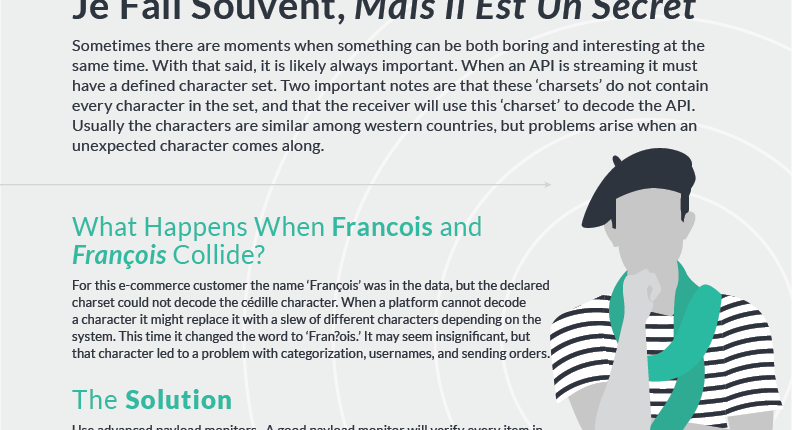 Je Fail Souvent, Mais Il Est Un Secret
Sometimes there are moments when something can be both boring and interesting at the
same time. With that said, it is likely always important. When an API is streaming it must
have a defined character set. Two important notes are that these ‘charsets’ do not contain
every character in the set, and that the receiver will use this ‘charset’ to decode the API.
Usually the characters are similar among western countries, but problems arise when an
unexpected character comes along.
What Happens When Francois and
François Collide?
For this e-commerce customer the name ‘François’ was in the data, but the declared
charset could not decode the cédille character. When a platform cannot decode
a character it might replace it with a slew of different characters depending on the
system. This time it changed the word to ‘Fran?ois.’ It may seem insignificant, but
that character led to a problem with categorization, usernames, and sending orders.
The Solution
Use advanced payload monitors. A good payload monitor will verify every item in